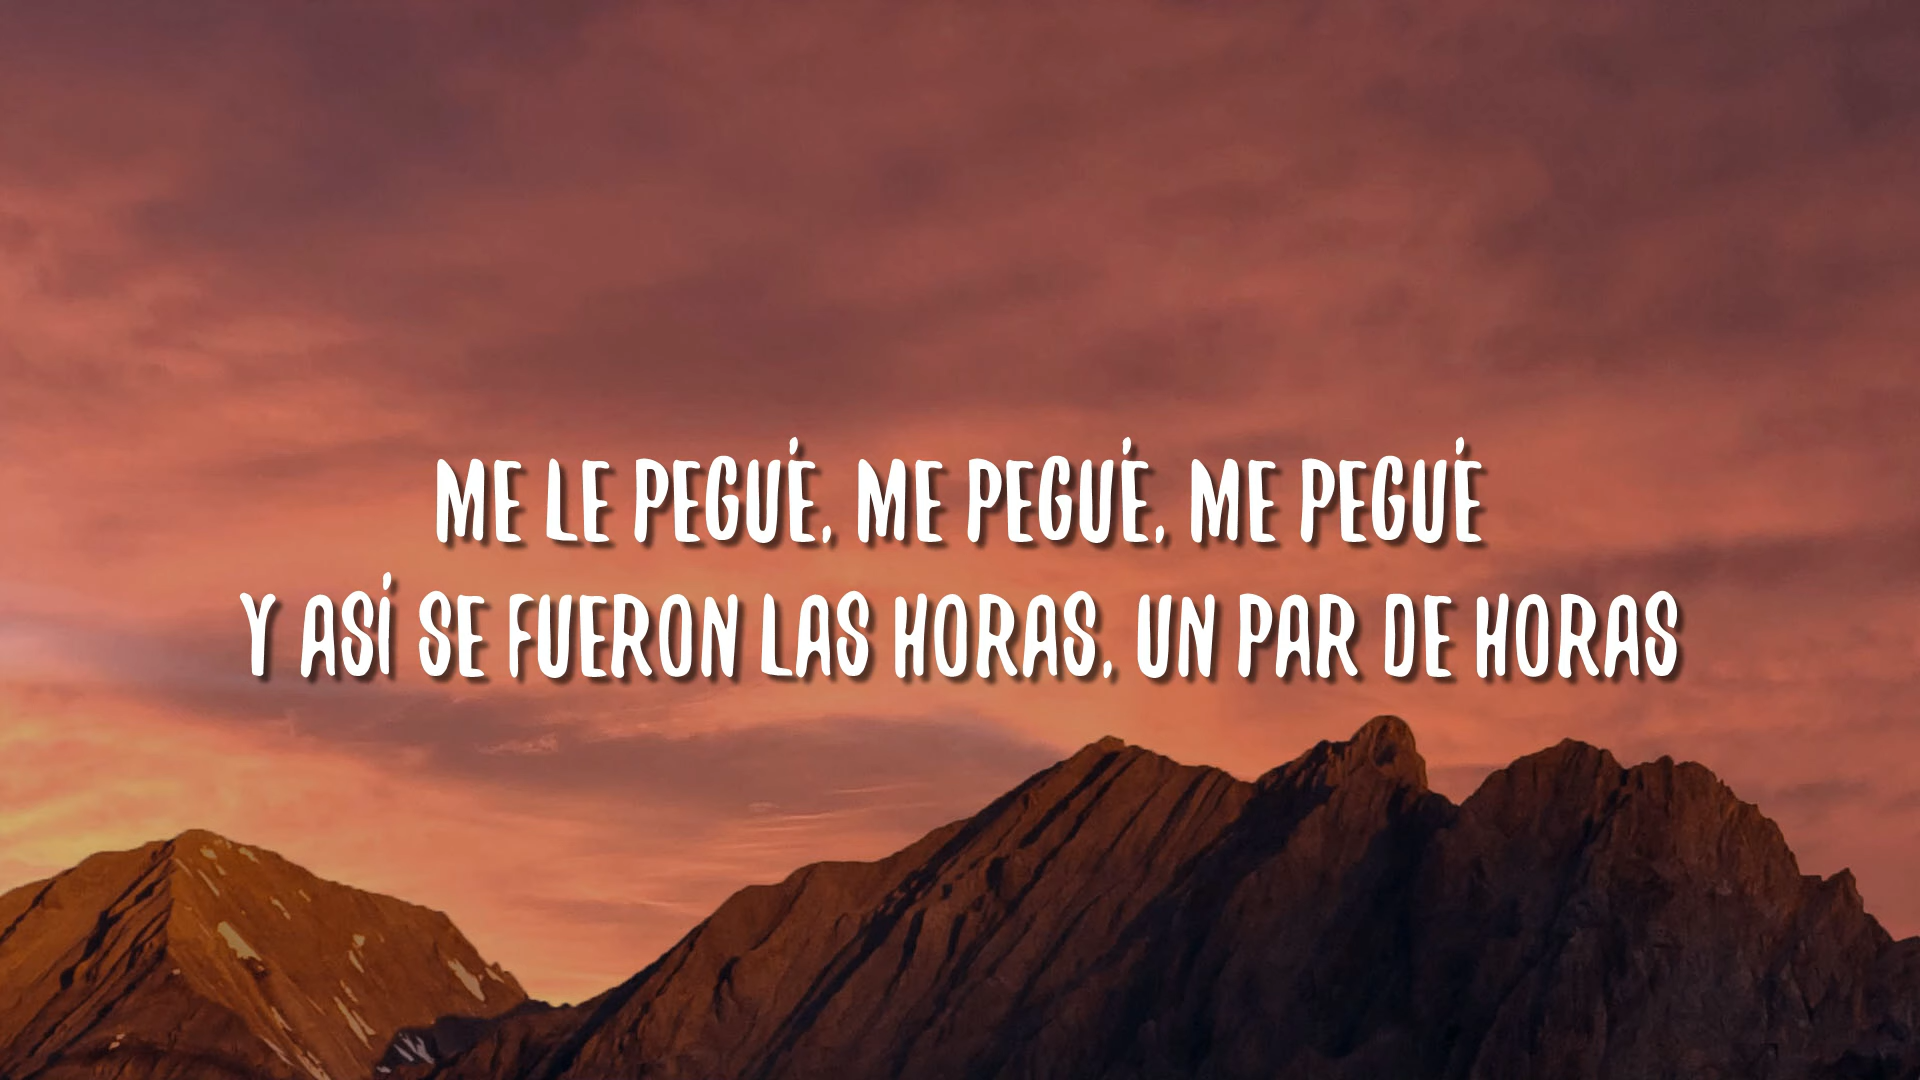 ME LE PEGUÉ, ME PEGUÉ, ME PEGUÉ
Y ASÍ SE FUERON LAS HORAS, UN PAR DE HORAS